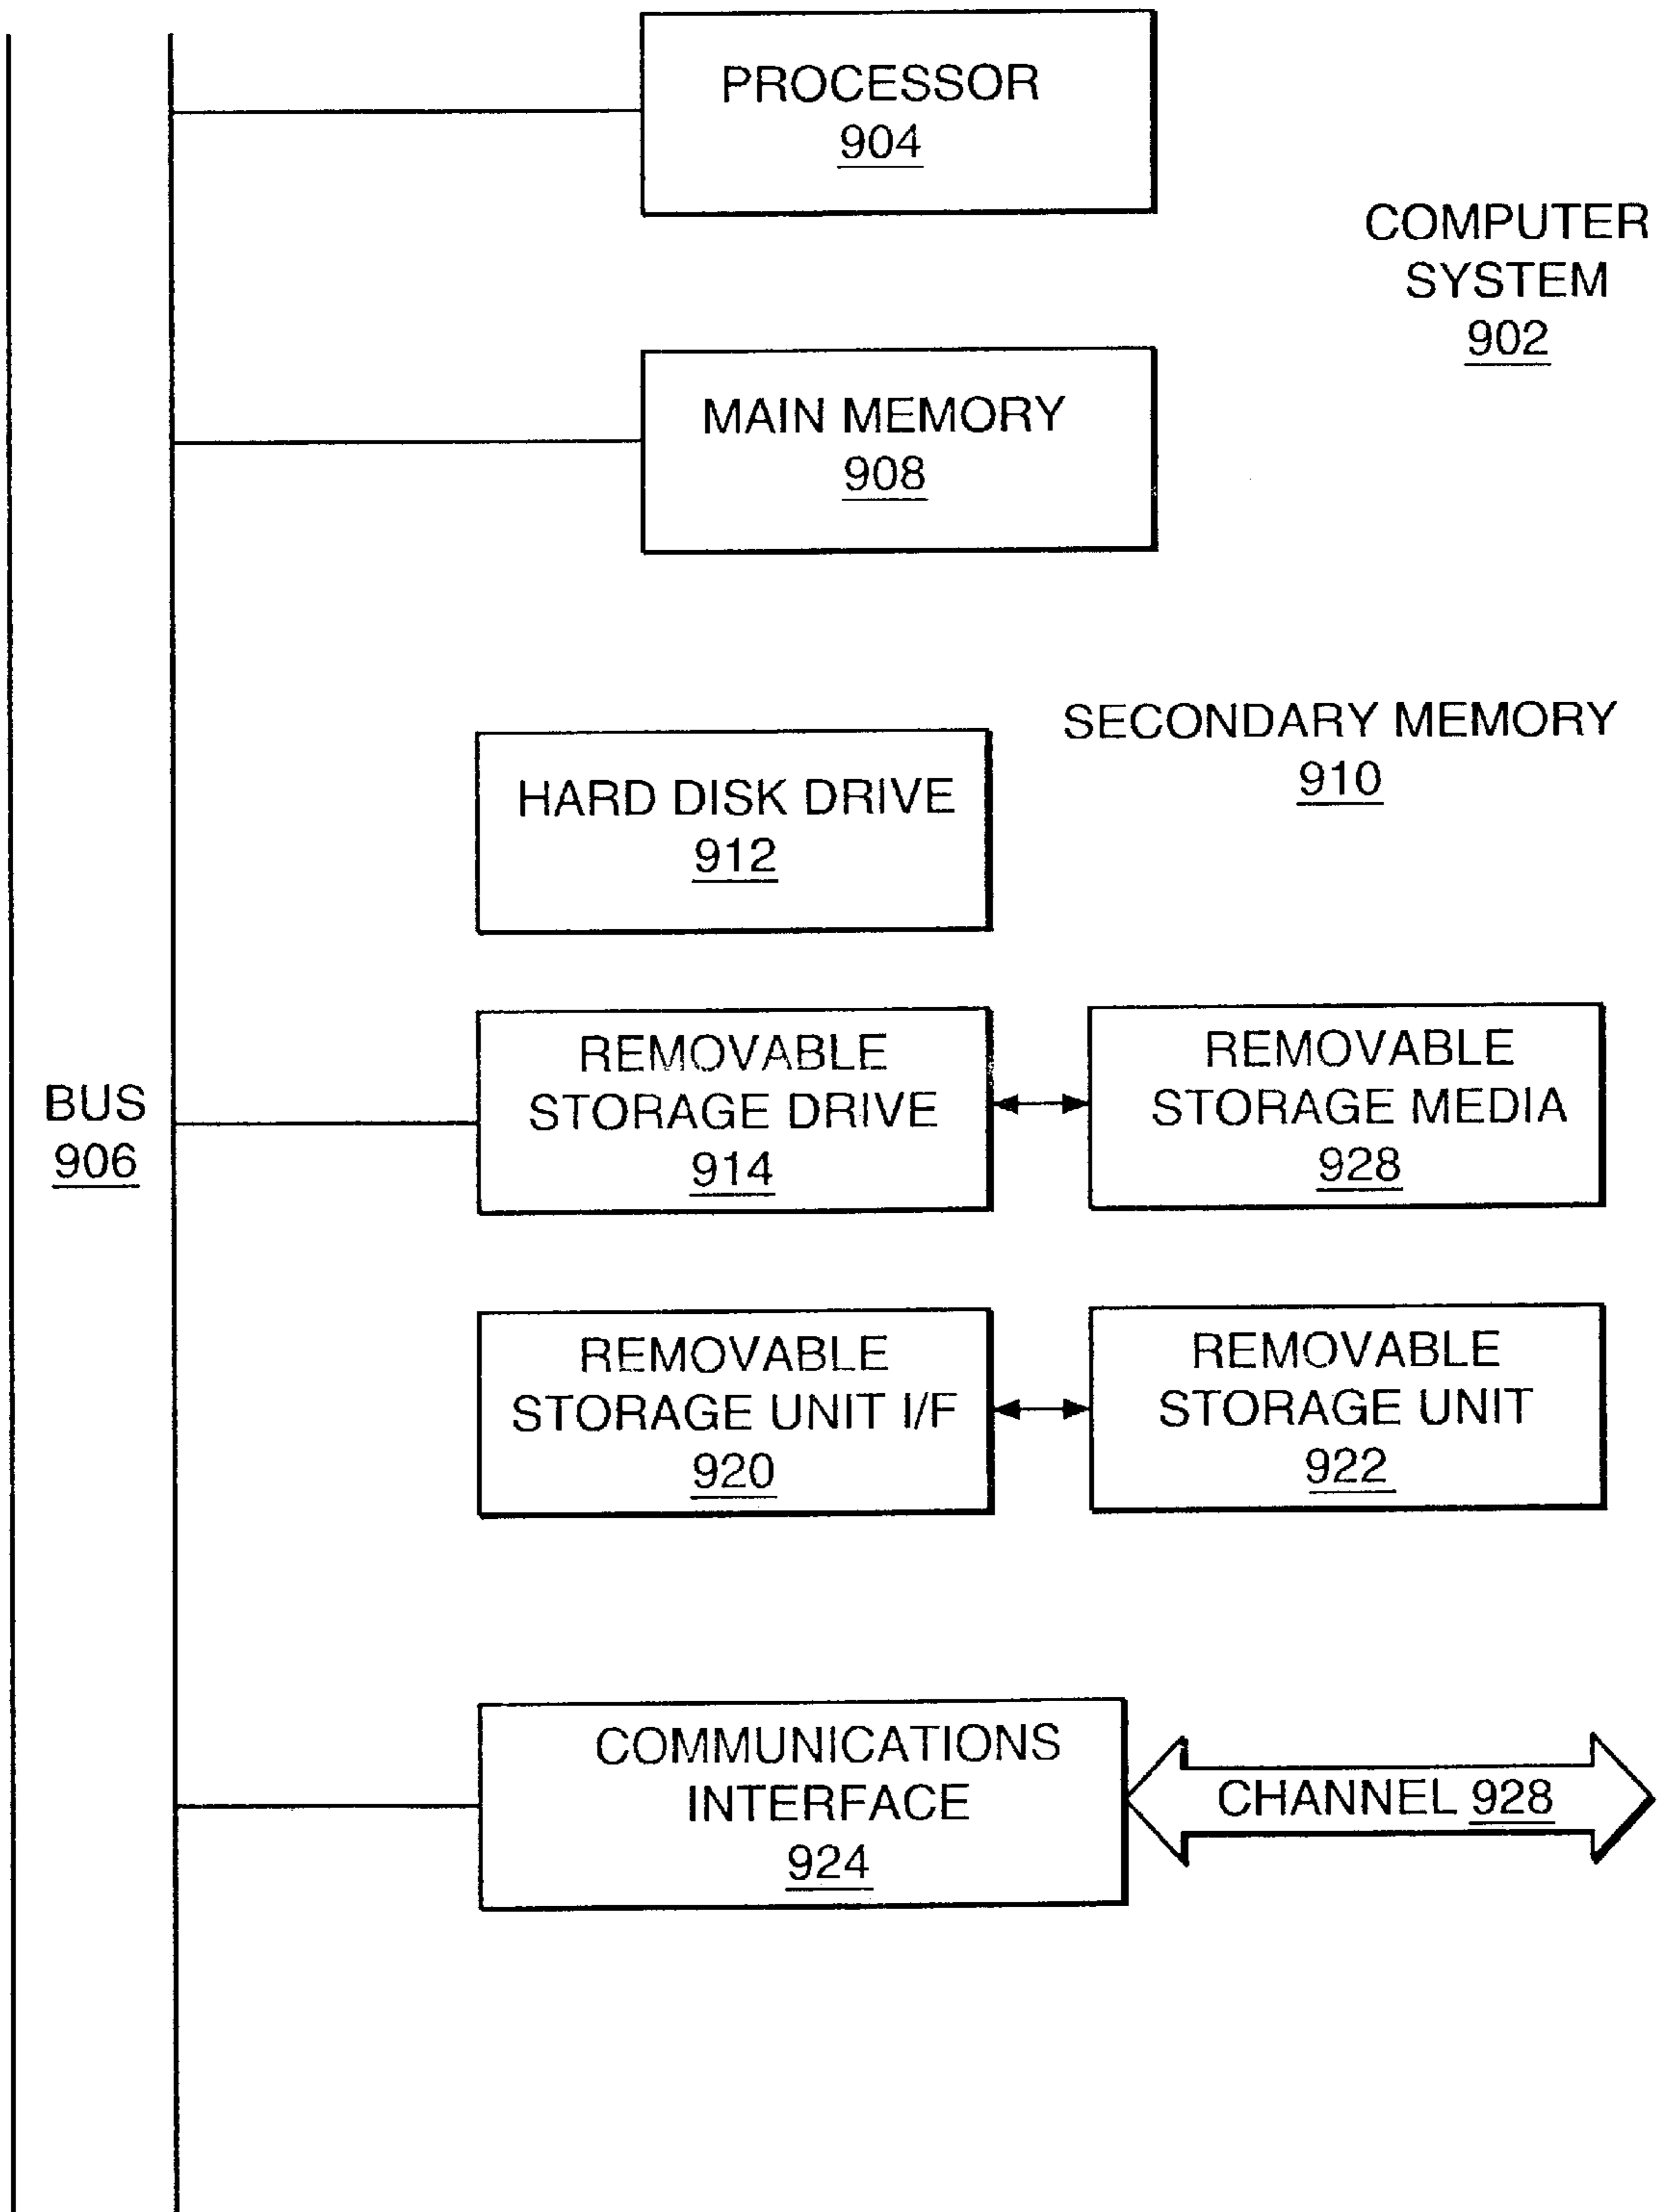 PROCESSOR
904
COMPUTER
SYSTEM
902
MAIN MEMORY
908
SECONDARY MEMORY
910
HARD DISK DRIVE
912
BUS
906
REMOVABLE
STORAGE DRIVE
914
REMOVABLE
STORAGE MEDIA
928
REMOVABLE
STORAGE UNIT I/F
920
REMOVABLE
STORAGE UNIT
922
COMMUNICATIONS
INTERFACE
924
CHANNEL 928